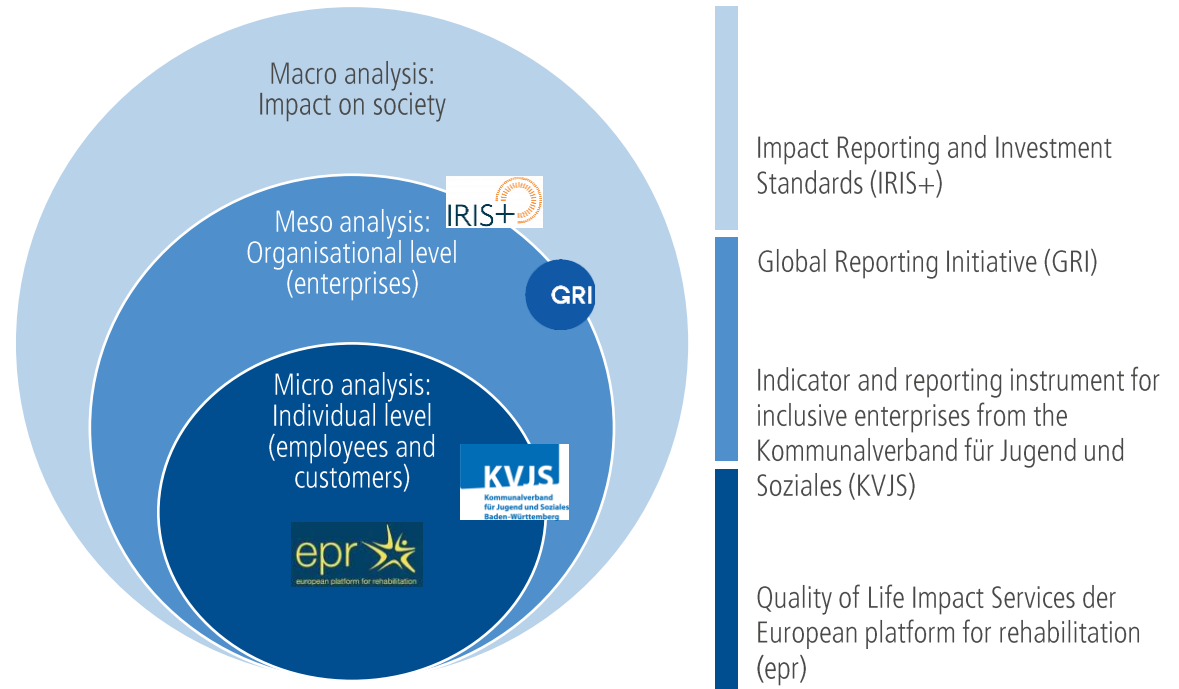 Macro analysis:
Impact on society
IRIS+
Meso analysis:
Organisational level
(enterprises)
GRI
Micro analysis:
Individual level
(employees and
customers)
KVJS
Kommunalverband
für Jugend und Soziales
Baden-Württemberg
epr
european platform for rehabilitation
Impact Reporting and Investment
Standards (IRIS+)
Global Reporting Initiative (GRI)
Indicator and reporting instrument for
inclusive enterprises from the
Kommunalverband für Jugend und
Soziales (KVJS)
Quality of Life Impact Services der
European platform for rehabilitation
(epr)